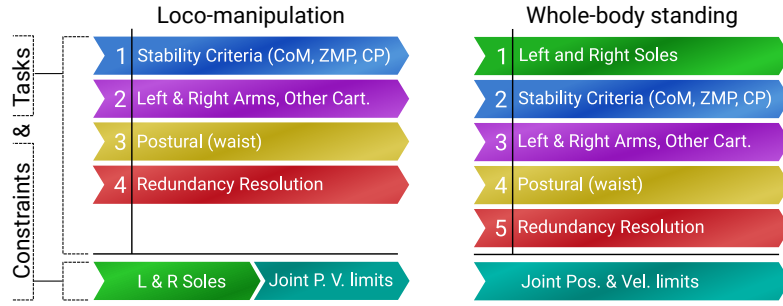 Loco-manipulation
Whole-body standing
Constraints & Tasks
1 Stability Criteria (CoM, ZMP, CP)
2 Left & Right Arms, Other Cart.
3 Postural (waist)
4 Redundancy Resolution
L & R Soles
Joint P. V. limits
1 Left and Right Soles
2 Stability Criteria (CoM, ZMP, CP)
3 Left & Right Arms, Other Cart.
4 Postural (waist)
5 Redundancy Resolution
Joint Pos. & Vel. limits